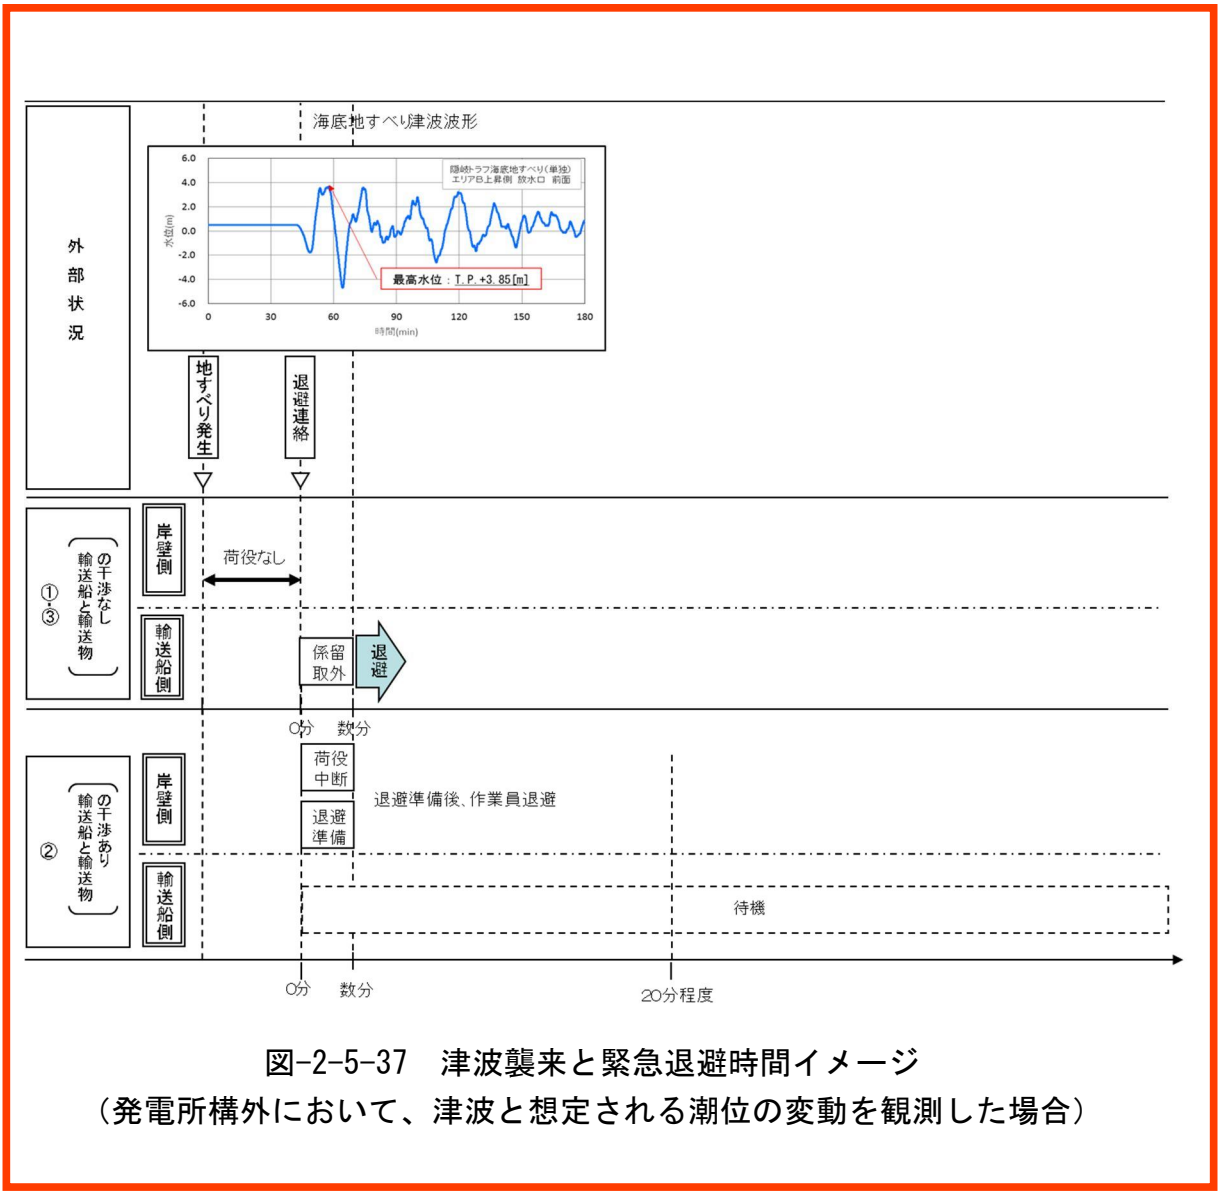 海底地すべり津波波形
隠岐トラフ海底地すべり(単独)
エリアB上昇側 放水口 前面
6.0
4.0
2.0
0.0
-2.0
-4.0
-6.0
水位(m)
最高水位：T.P.+3.85[m]
0 30 60 90 120 150 180
時間(min)
外部状況
地すべり発生
退避連絡
①・③
輸送船と輸送物
の干渉なし
岸壁側
荷役なし
輸送船側
係留
取外
退避
0分 数分
②
輸送船と輸送物
の干渉あり
岸壁側
荷役
中断
退避
準備
退避準備後、作業員退避
輸送船側
待機
0分 数分 20分程度
図-2-5-37 津波襲来と緊急退避時間イメージ
（発電所構外において、津波と想定される潮位の変動を観測した場合）